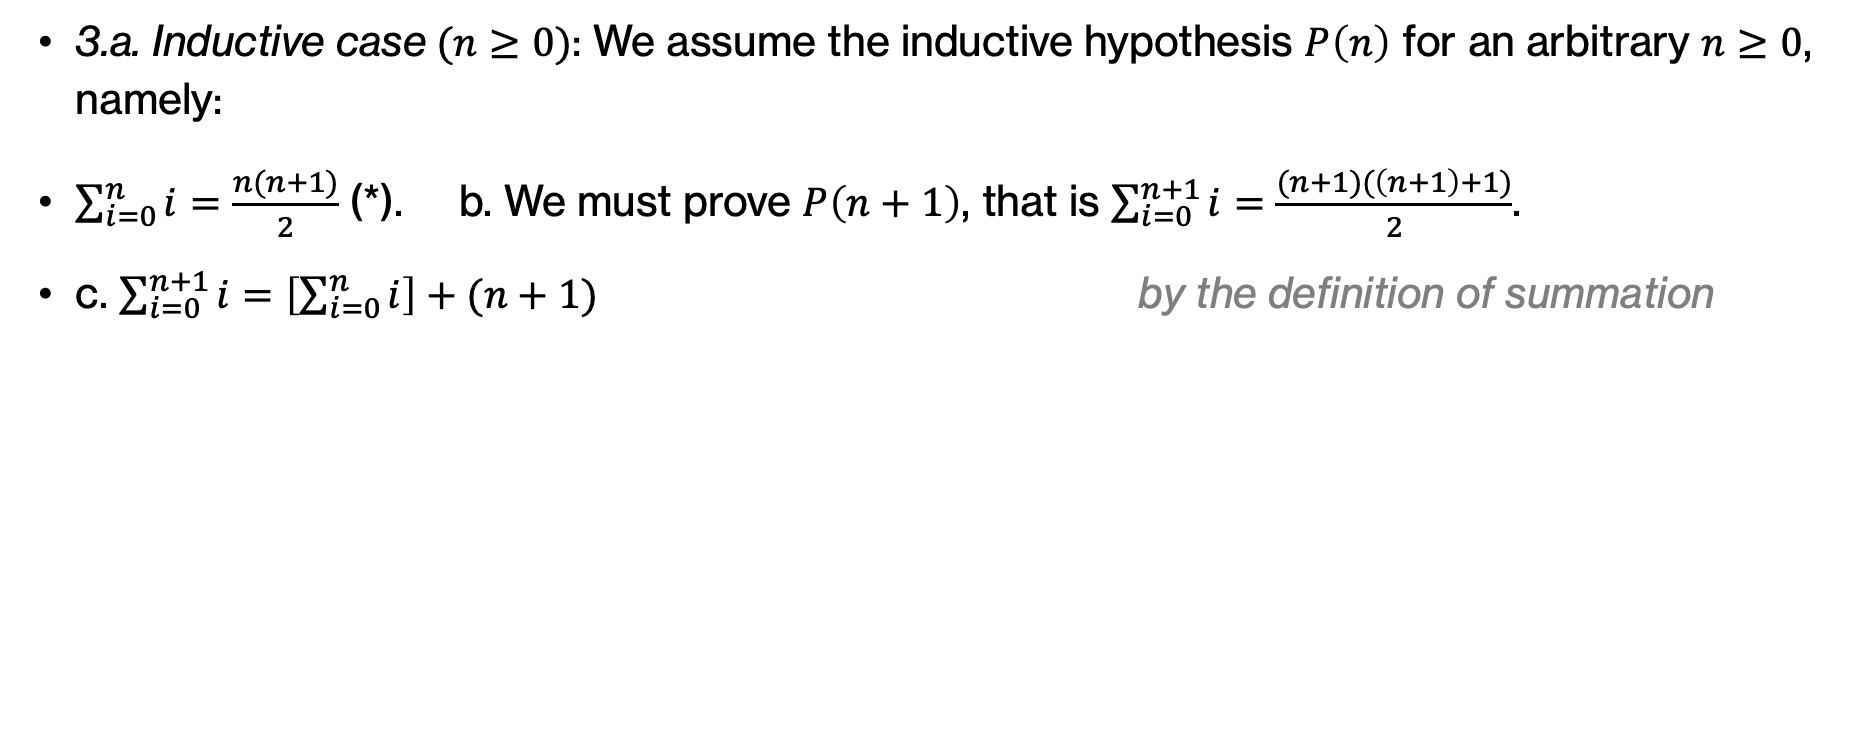 • 3.a. Inductive case (n ≥ 0): We assume the inductive hypothesis P(n) for an arbitrary n ≥ 0,
namely:
• ∑_{i=0}^{n} i = \frac{n(n+1)}{2} (*). b. We must prove P(n + 1), that is ∑_{i=0}^{n+1} i = \frac{(n+1)((n+1)+1)}{2}.
• c. ∑_{i=0}^{n+1} i = [∑_{i=0}^{n} i] + (n + 1) by the definition of summation